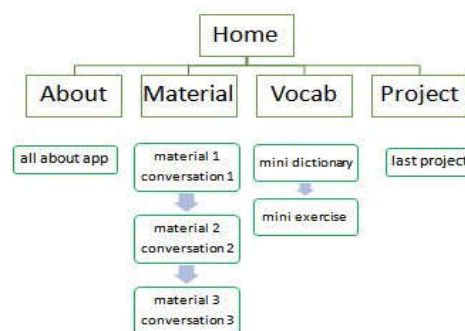 Home
About
Material
Vocab
Project
all about app
material 1
conversation 1
mini dictionary
last project
mini exercise
material 2
conversation 2
material 3
conversation 3